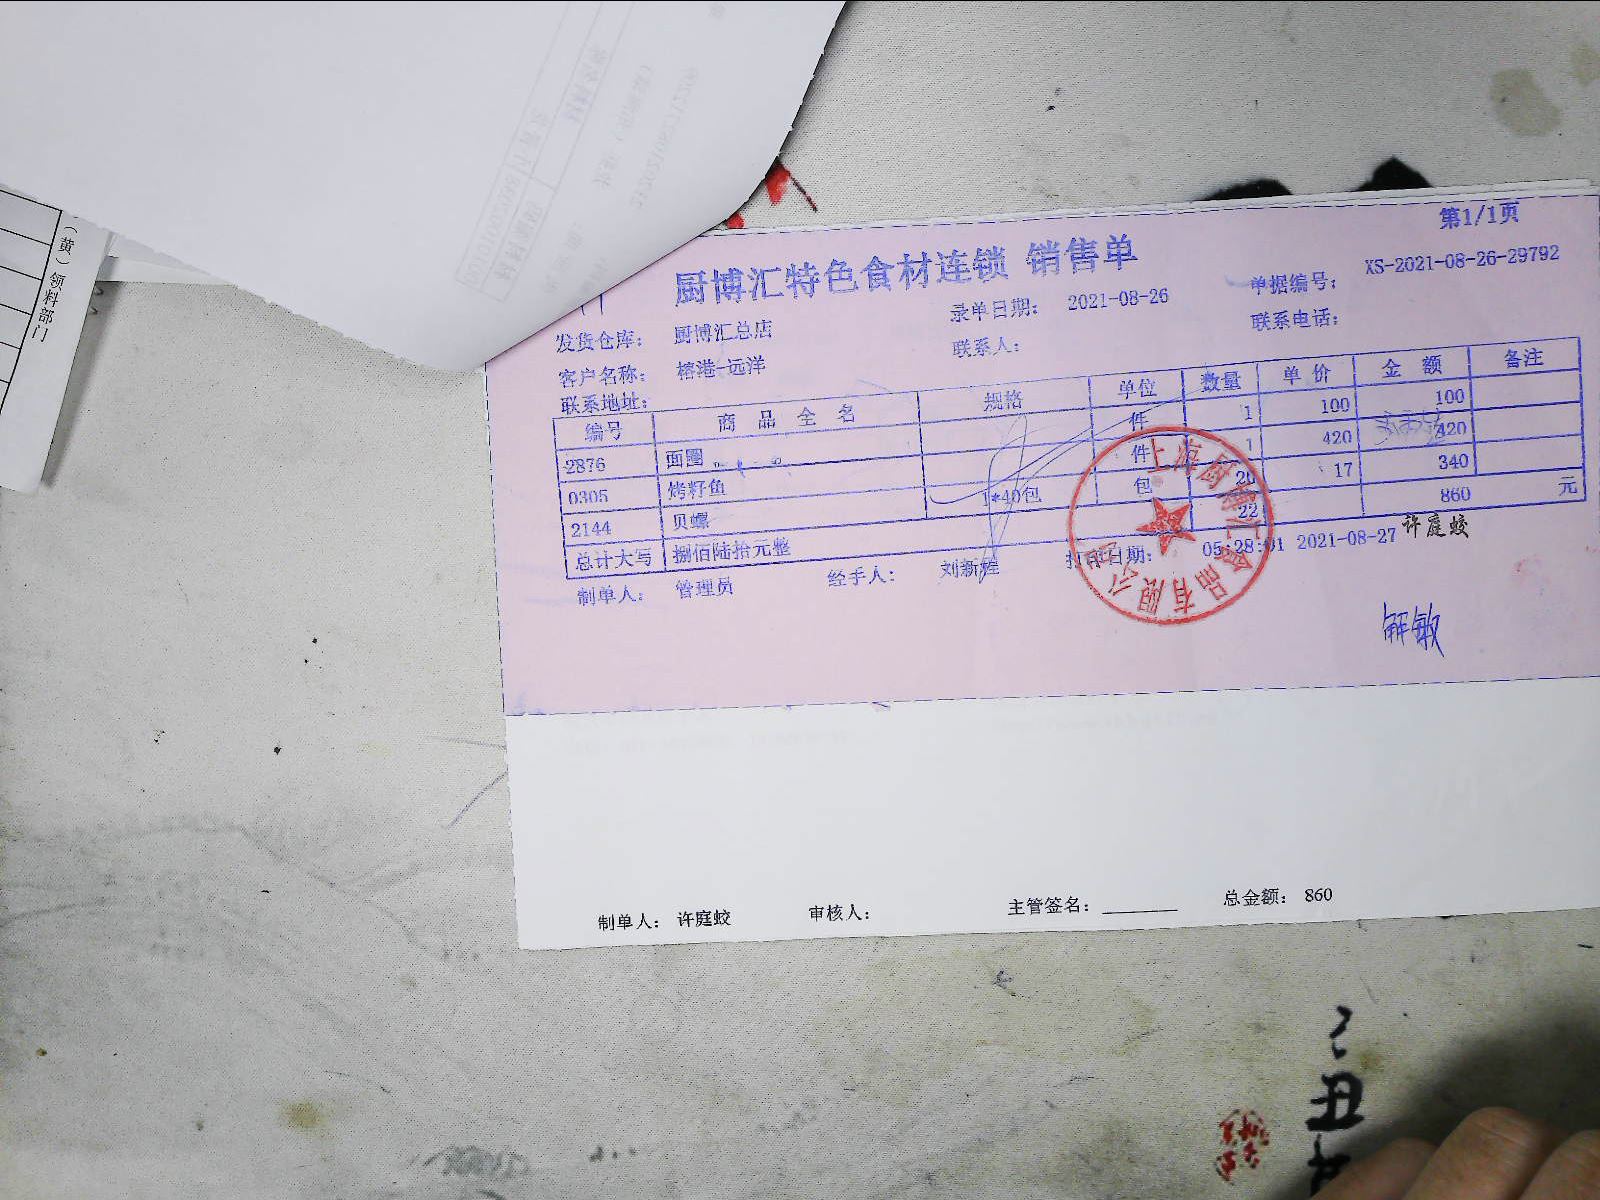 (黄)领料部门
第1/1页
厨博汇特色食材连锁 销售单
发货仓库: 厨博汇总店 录单日期: 2021-08-26 单据编号: XS-2021-08-26-29792
客户名称: 榕港-远洋 联系人: 联系电话:
联系地址:
编号 商品全名 规格 单位 数量 单价 金额 备注
2876 面圈 件 1 100 100
0305 烤籽鱼 件 1 420 420
2144 贝螺 1*40包 包 20 17 340
总计大写 捌佰陆拾元整 22 860 元
制单人: 管理员 经手人: 打印日期: 05:28:01 2021-08-27 许庭蛟
解敏
制单人: 许庭蛟 审核人: 主管签名: 总金额: 860
丑